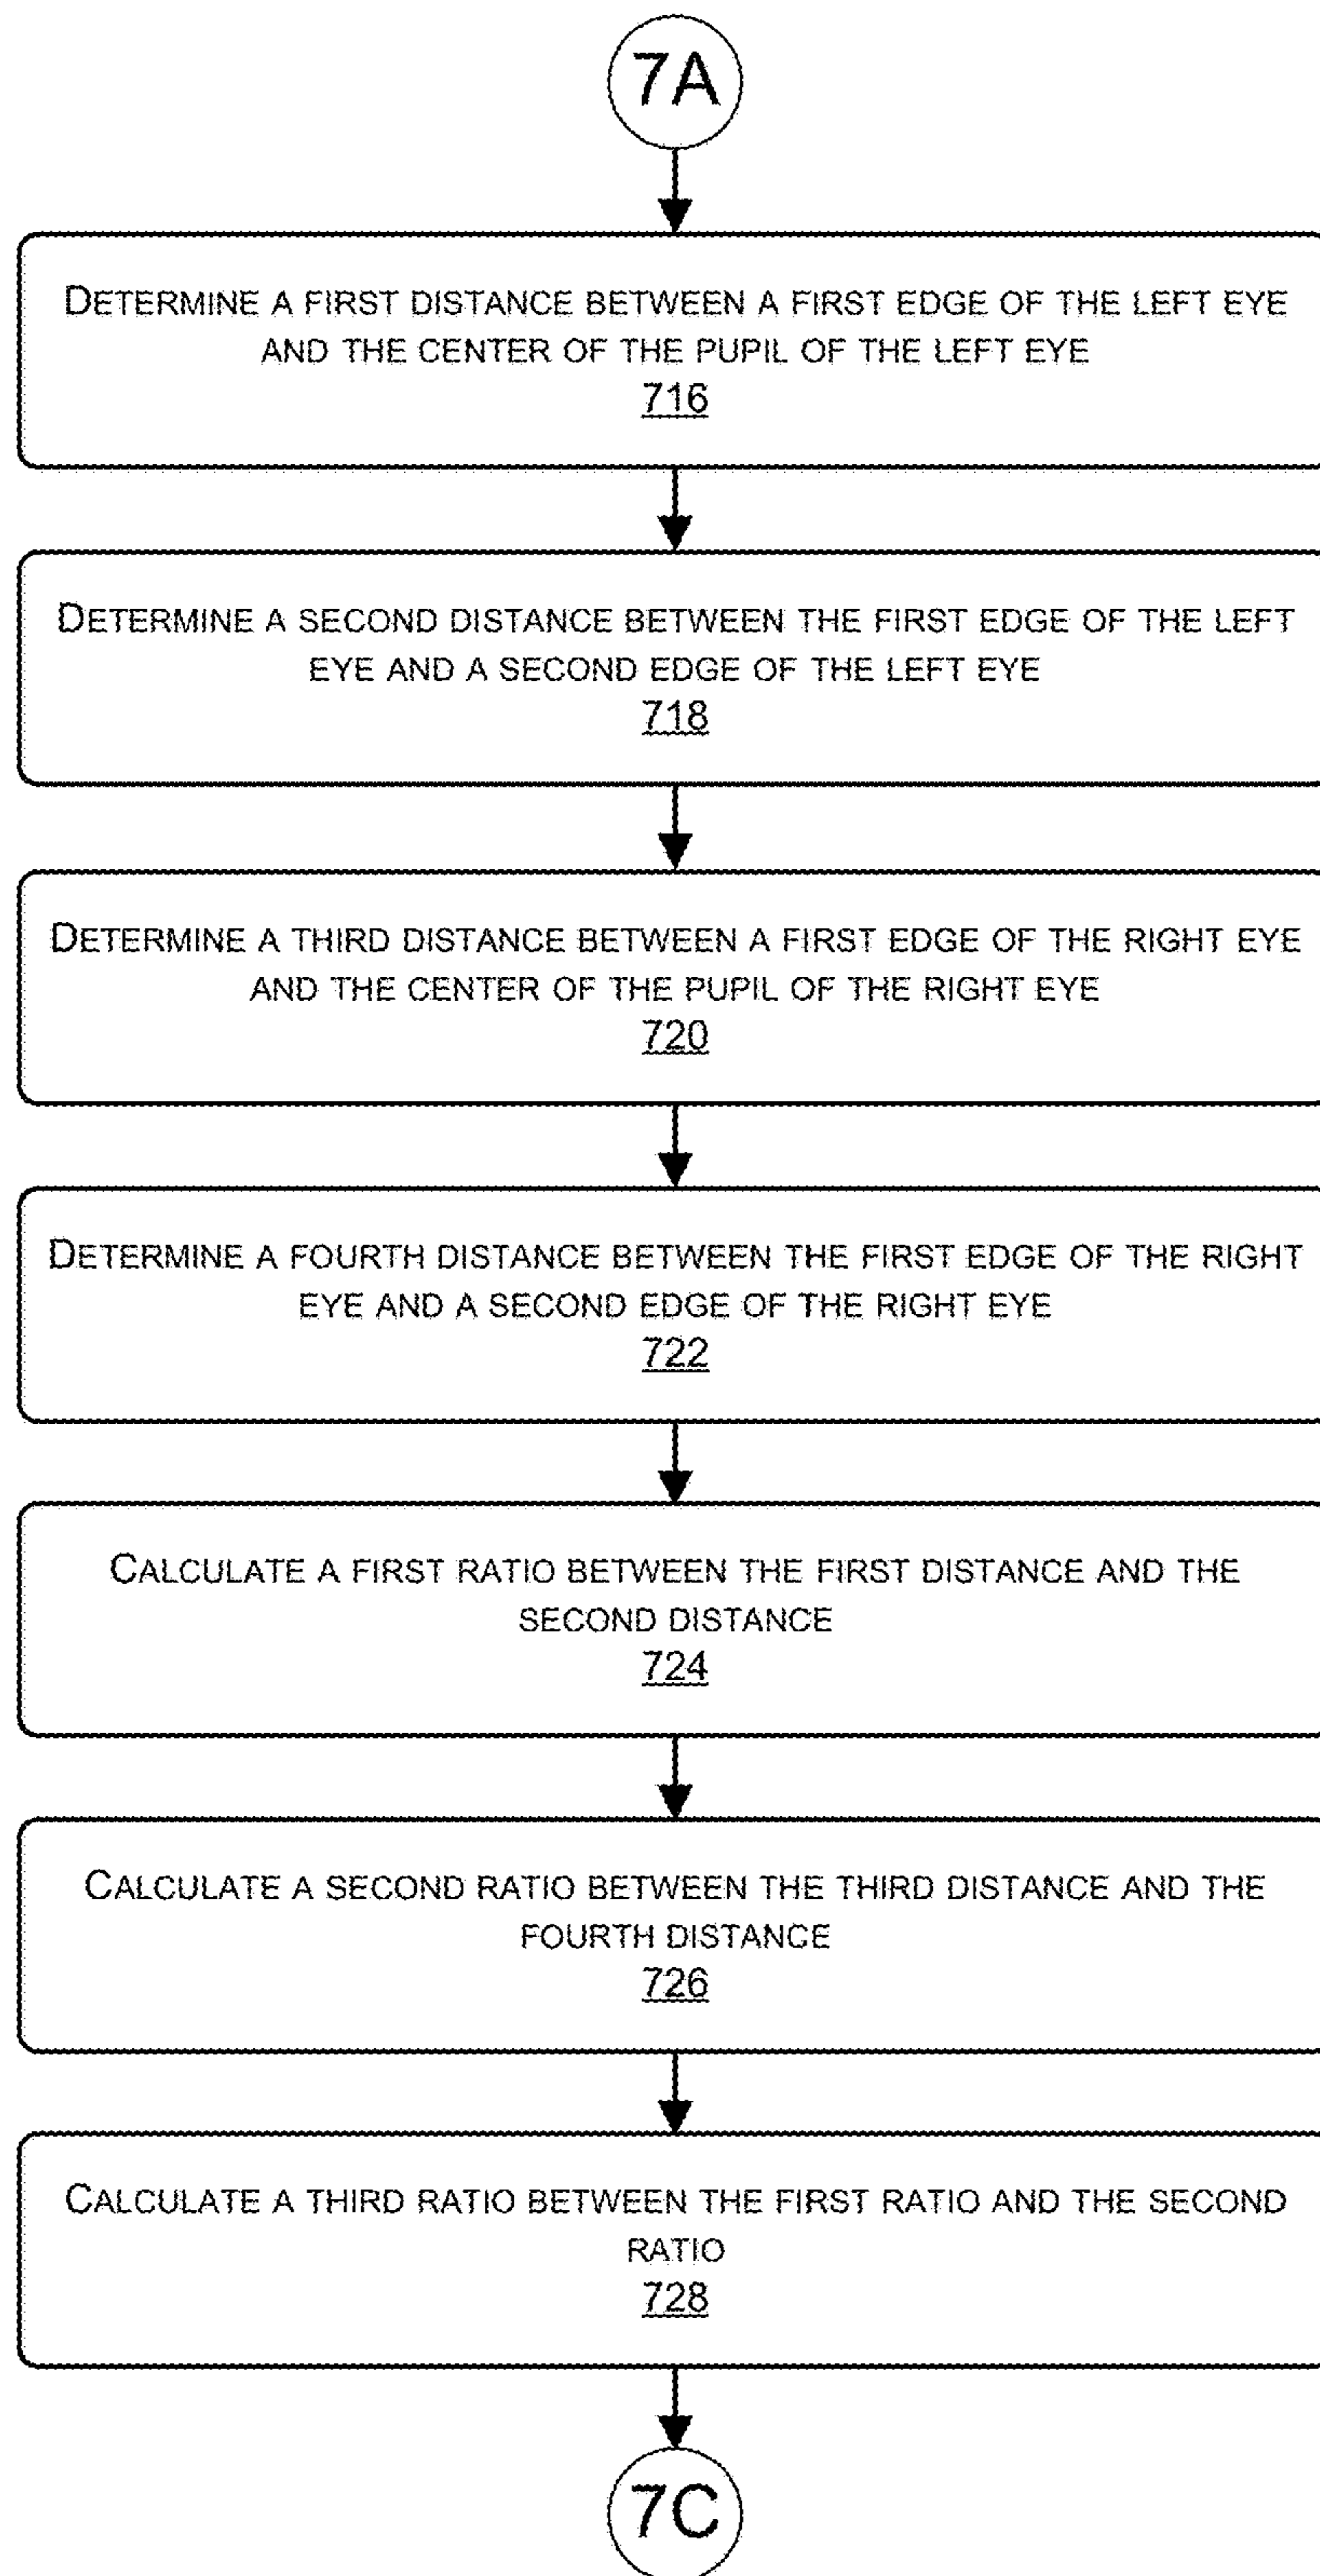 7A
DETERMINE A FIRST DISTANCE BETWEEN A FIRST EDGE OF THE LEFT EYE
AND THE CENTER OF THE PUPIL OF THE LEFT EYE
716
DETERMINE A SECOND DISTANCE BETWEEN THE FIRST EDGE OF THE LEFT
EYE AND A SECOND EDGE OF THE LEFT EYE
718
DETERMINE A THIRD DISTANCE BETWEEN A FIRST EDGE OF THE RIGHT EYE
AND THE CENTER OF THE PUPIL OF THE RIGHT EYE
720
DETERMINE A FOURTH DISTANCE BETWEEN THE FIRST EDGE OF THE RIGHT
EYE AND A SECOND EDGE OF THE RIGHT EYE
722
CALCULATE A FIRST RATIO BETWEEN THE FIRST DISTANCE AND THE
SECOND DISTANCE
724
CALCULATE A SECOND RATIO BETWEEN THE THIRD DISTANCE AND THE
FOURTH DISTANCE
726
CALCULATE A THIRD RATIO BETWEEN THE FIRST RATIO AND THE SECOND
RATIO
728
7C